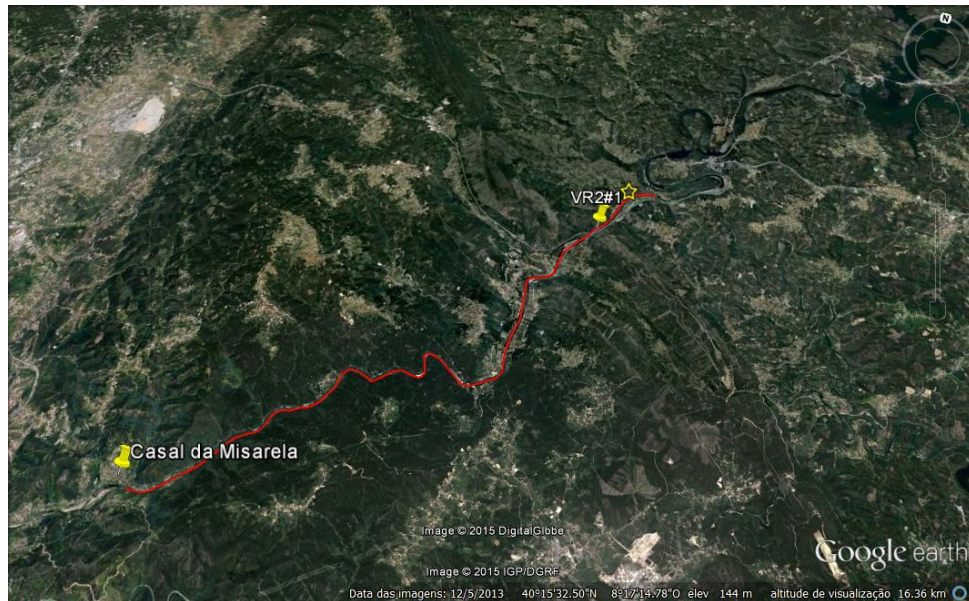 N
VR2#1
Casal da Misarela
Image © 2015 DigitalGlobe
Google earth
Image © 2015 IGP/DGRF
Data das imagens: 12/5/2013 40°15'32.50"N 8°17'14.78"O elev 144 m altitude de visualização 16.36 km